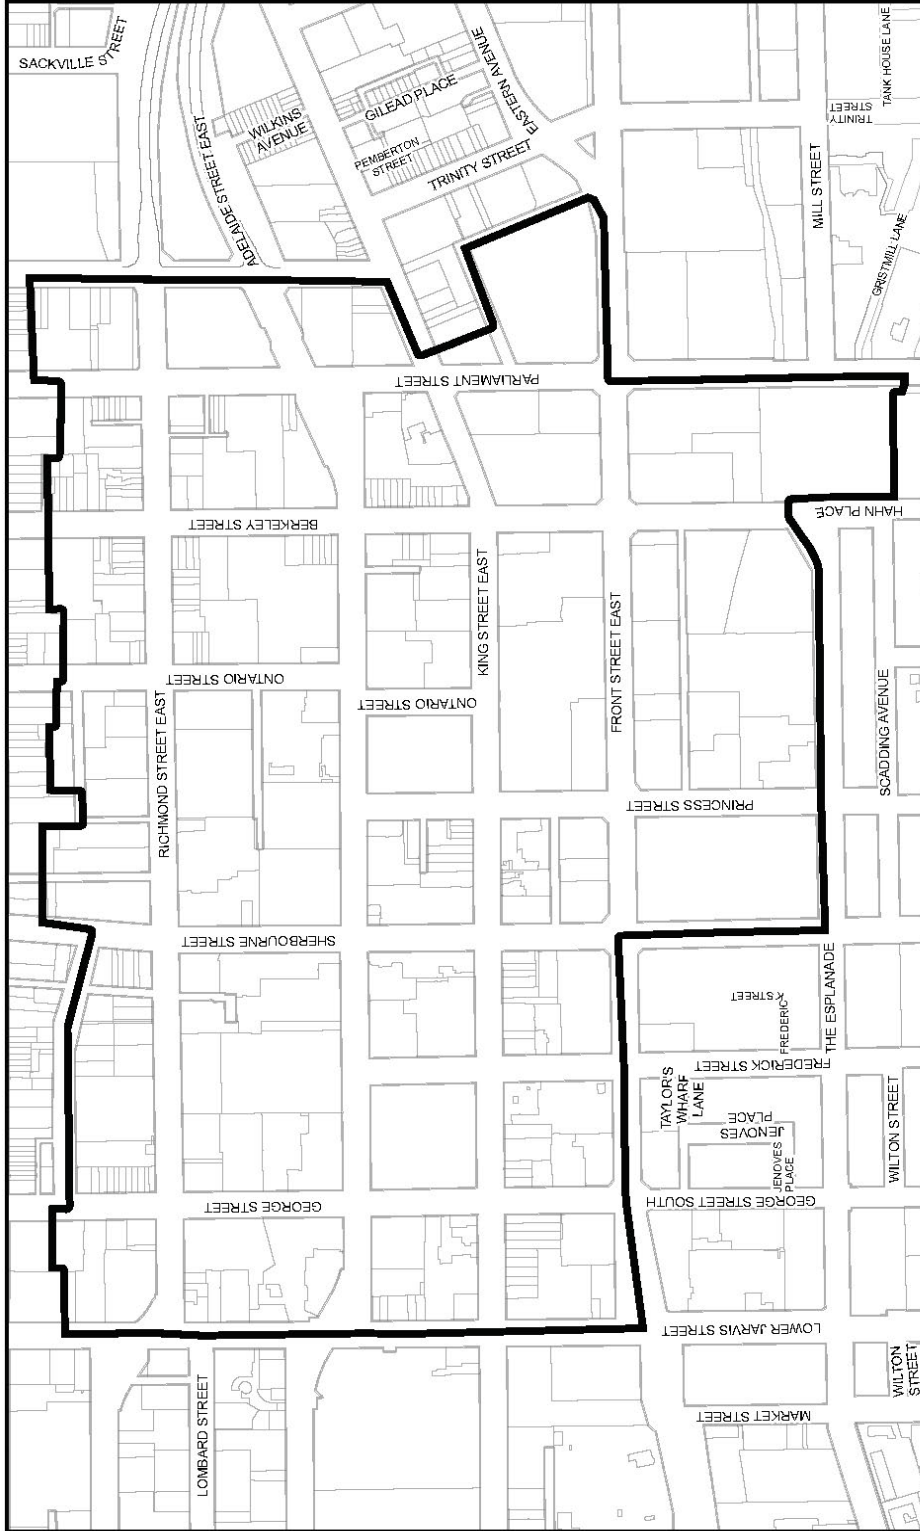 SACKVILLE STREET
ADELAIDE STREET EAST
WILKINS
AVENUE
GILEAD PLACE
PEMBERTON
STREET
TRINITY STREET
EASTERN AVENUE
TANK HOUSE LANE
TRINITY
STREET
MILL STREET
GRISTMILL LANE
PARLIAMENT STREET
BERKELEY STREET
HAHN PLACE
KING STREET EAST
FRONT STREET EAST
ONTARIO STREET
ONTARIO STREET
RICHMOND STREET EAST
SCADDING AVENUE
PRINCESS STREET
SHERBOURNE STREET
THE ESPLANADE
FREDERIC
K STREET
FREDERICK STREET
TAYLOR'S
WHARF
LANE
JENOVES
PLACE
JENOVES
PLACE
WILTON STREET
GEORGE STREET
GEORGE STREET SOUTH
LOWER JARVIS STREET
LOMBARD STREET
MARKET STREET
WILTON
STREET